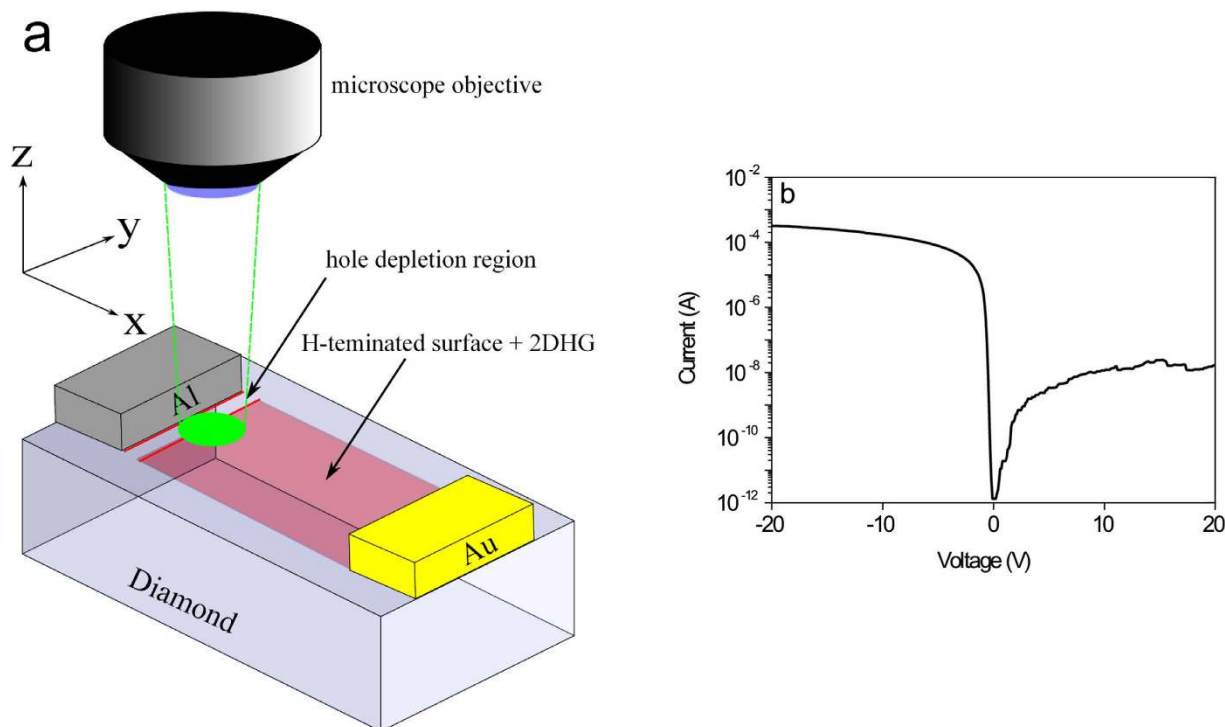 a
microscope objective
z
y
x
hole depletion region
H-teminated surface + 2DHG
Al
Au
Diamond
b
10-2
10-4
10-6
10-8
10-10
10-12
Current (A)
-20
-10
0
10
20
Voltage (V)